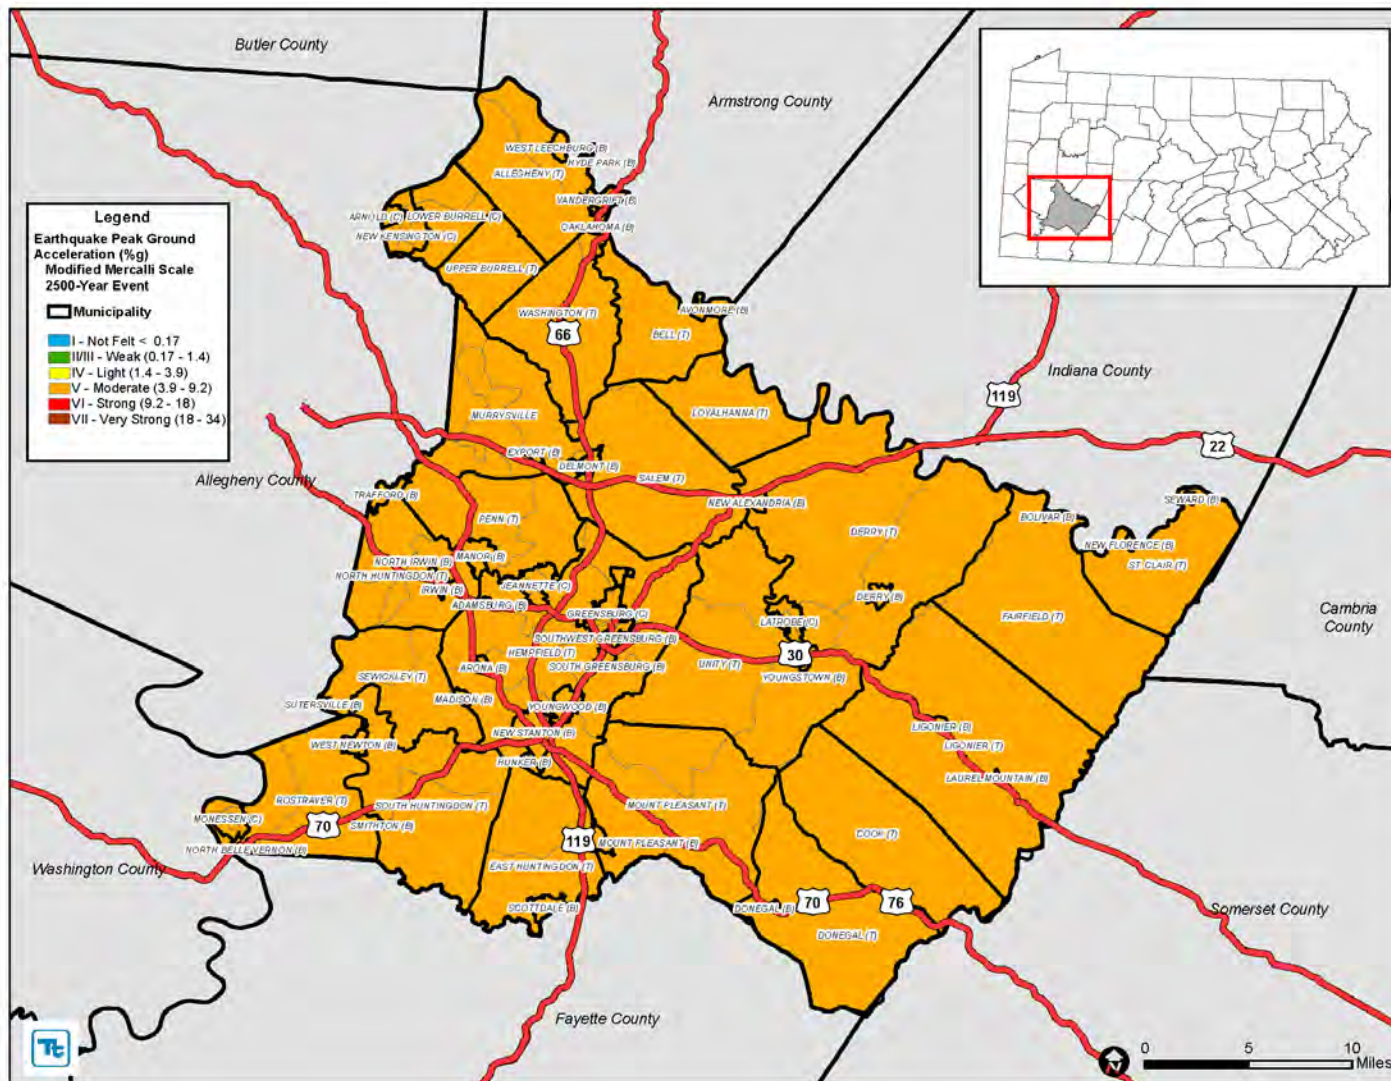 Butler County
Armstrong County
WEST LEECHBURG (B)
HYDE PARK (B)
ALLEGHENY (T)
VANDERGRIFT (B)
ARNOLD (C)
LOWER BURRELL (C)
OAKLAHOMA (B)
NEW KENSINGTON (C)
UPPER BURRELL (T)
Legend
Earthquake Peak Ground
Acceleration (%g)
Modified Mercalli Scale
2500-Year Event
Municipality
I - Not Felt < 0.17
II/III - Weak (0.17 - 1.4)
IV - Light (1.4 - 3.9)
V - Moderate (3.9 - 9.2)
VI - Strong (9.2 - 18)
VII - Very Strong (18 - 34)
WASHINGTON (T)
AVONMORE (B)
66
BELL (T)
Indiana County
119
MURRYSVILLE
LOYALHANNA (T)
22
EXPORT (B)
DELMONT (B)
Allegheny County
SALEM (T)
TRAFFORD (B)
NEW ALEXANDRIA (B)
SEWARD (B)
PENN (T)
BOLIVAR (B)
DERRY (T)
NEW FLORENCE (B)
MANOR (B)
NORTH IRWIN (B)
ST. CLAIR (T)
NORTH HUNTINGDON (T)
JEANNETTE (C)
IRWIN (B)
DERRY (B)
ADAMSBURG (B)
GREENSBURG (C)
FAIRFIELD (T)
LATROBE (C)
Cambria
County
SOUTHWEST GREENSBURG (B)
HEMPFIELD (T)
30
ARONA (B)
SOUTH GREENSBURG (B)
UNITY (T)
SEWICKLEY (T)
YOUNGSTOWN (B)
MADISON (B)
SUTERSVILLE (B)
YOUNGWOOD (B)
LIGONIER (B)
NEW STANTON (B)
WEST NEWTON (B)
LIGONIER (T)
HUNKER (B)
LAUREL MOUNTAIN (B)
ROSTRAVER (T)
SOUTH HUNTINGDON (T)
MOUNT PLEASANT (T)
MONESSEN (C)
70
SMITHTON (B)
COOK (T)
119
MOUNT PLEASANT (B)
NORTH BELLE VERNON (B)
Washington County
EAST HUNTINGDON (T)
70
76
SCOTTDALE (B)
DONEGAL (B)
Somerset County
DONEGAL (T)
Fayette County
Tt
0 5 10
Miles